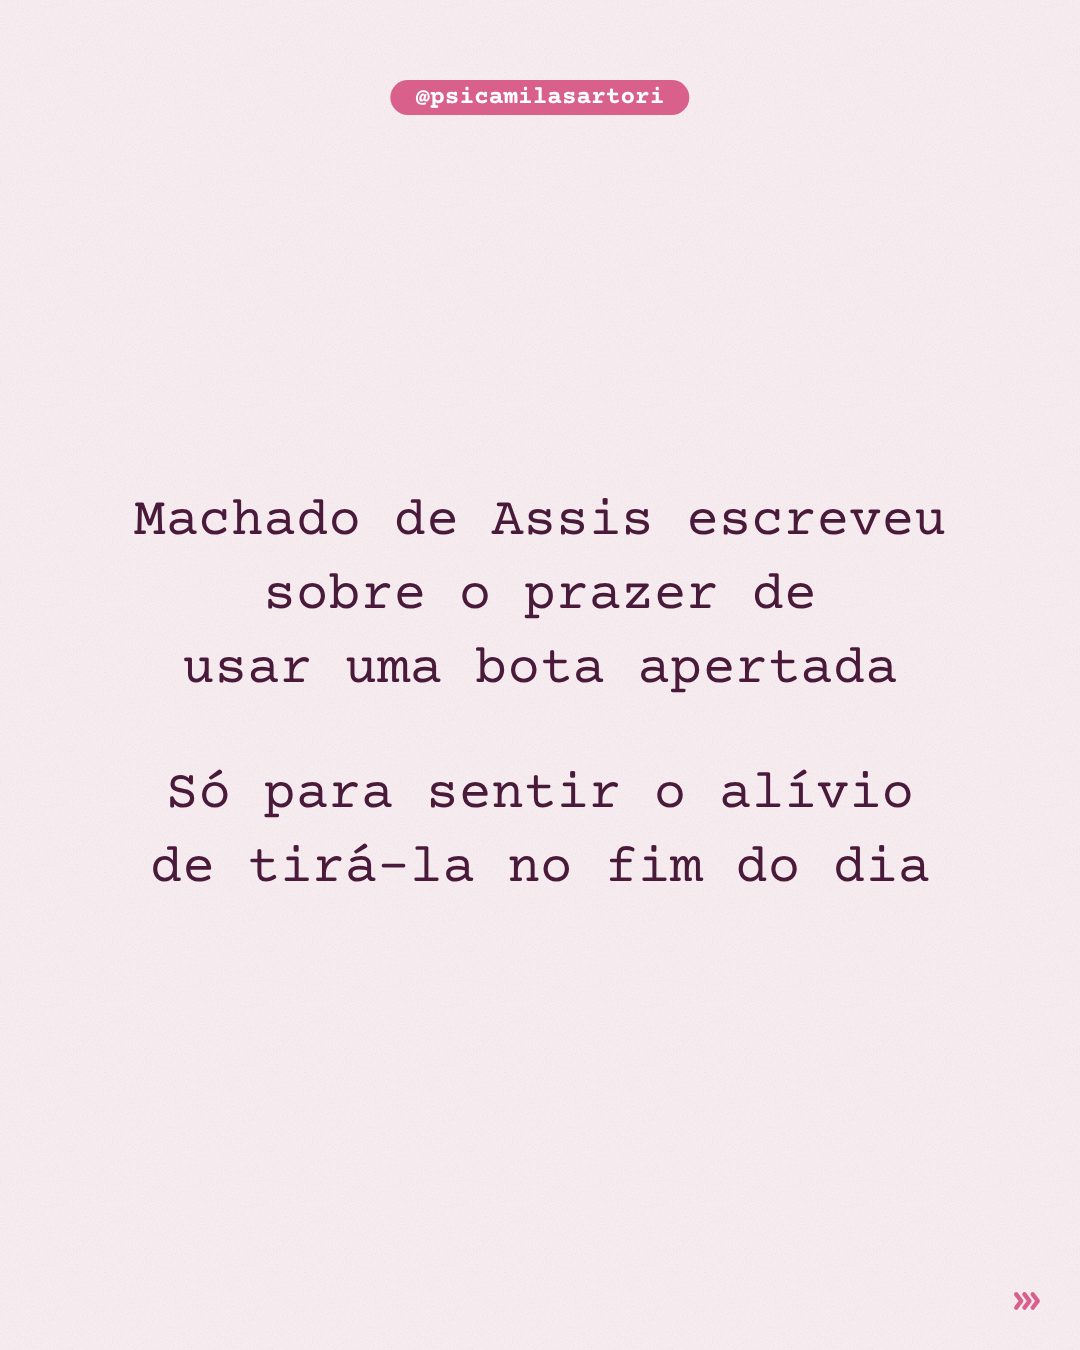 @psicamilasartori
Machado de Assis escreveu
sobre o prazer de
usar uma bota apertada
Só para sentir o alívio
de tirá-la no fim do dia